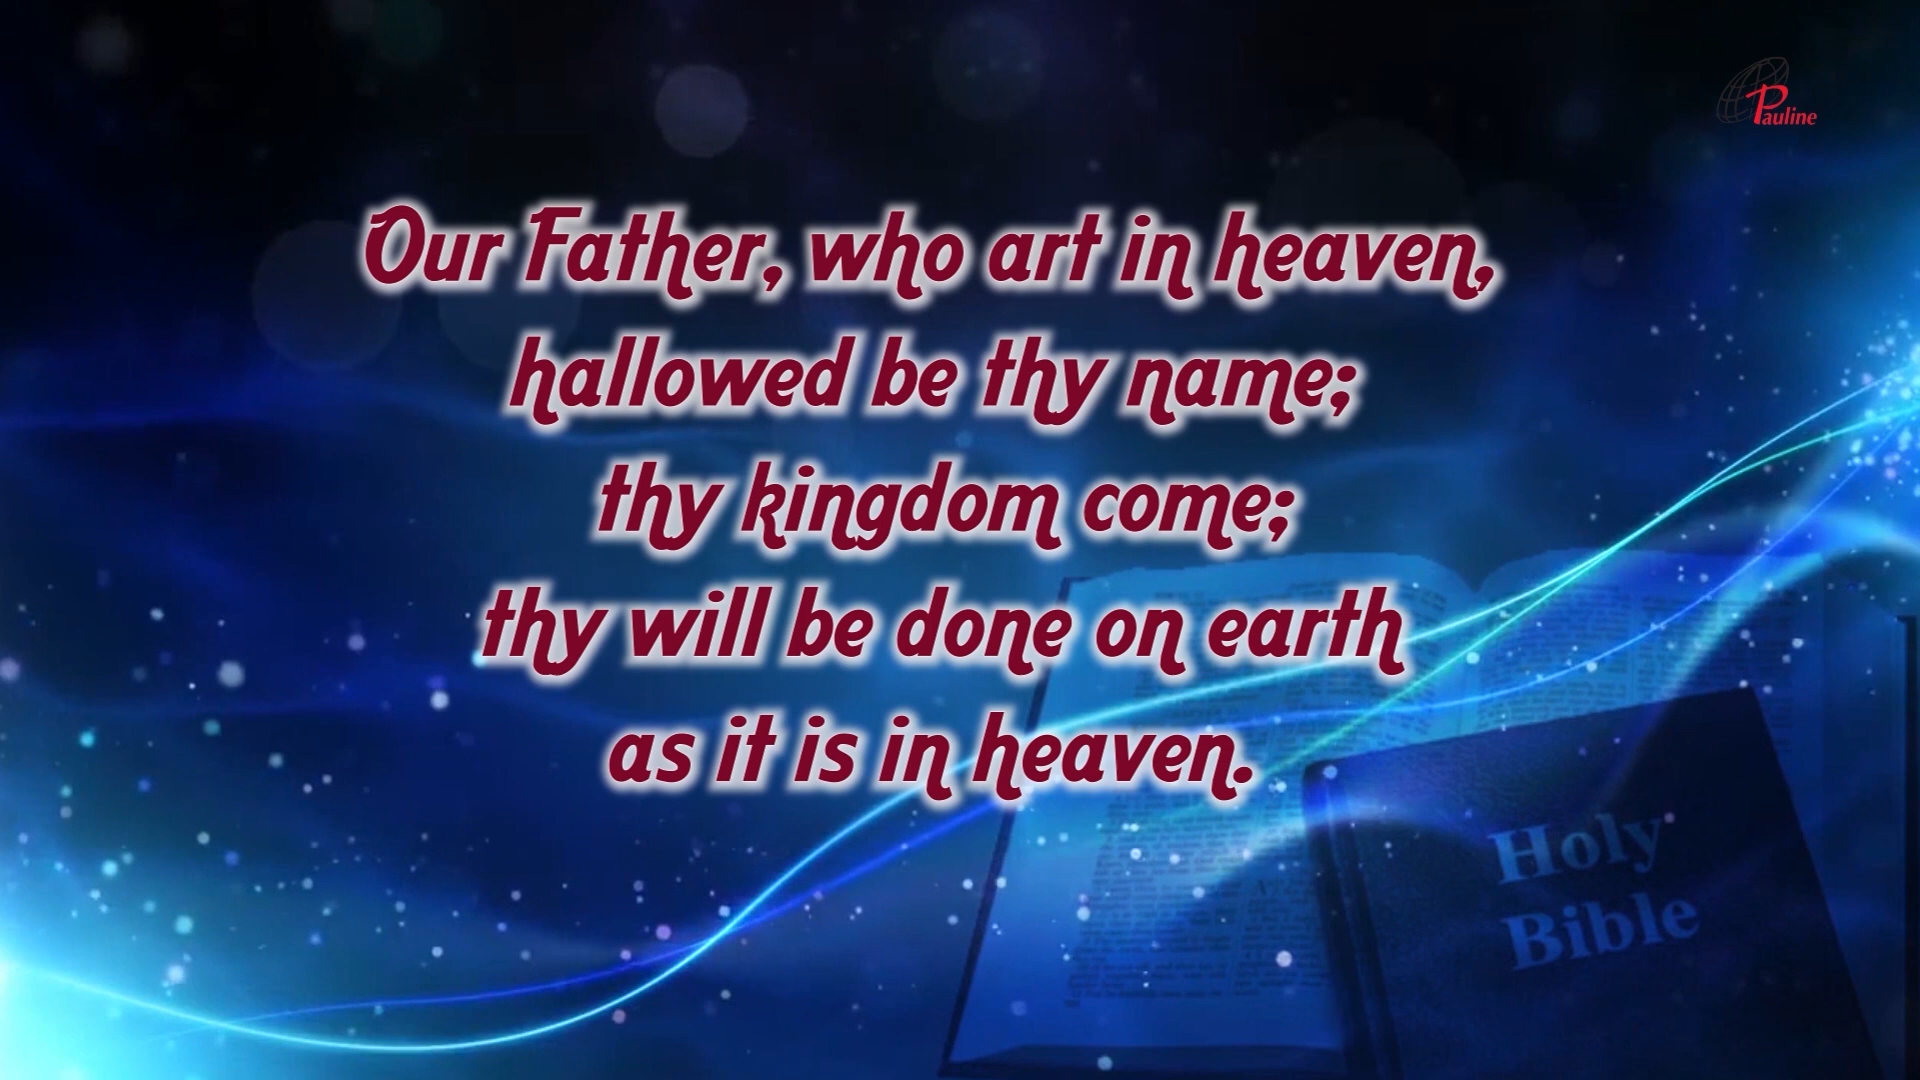 Pauline
Our Father, who art in heaven,
hallowed be thy name;
thy kingdom come;
thy will be done on earth
as it is in heaven.
Holy
Bible